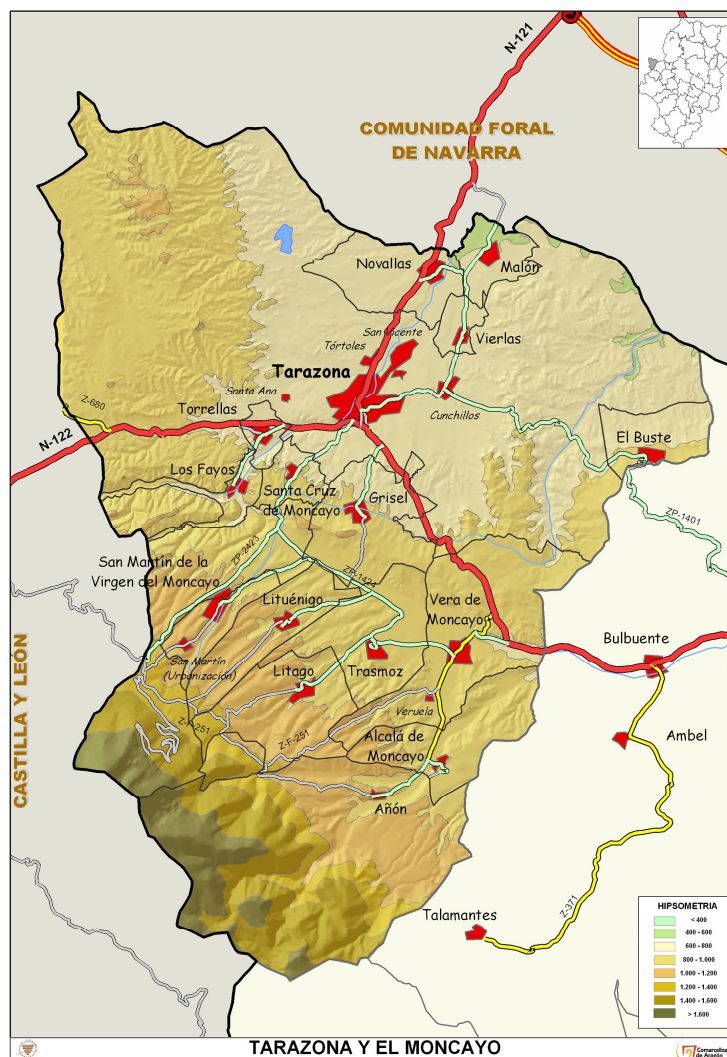 N-121
COMUNIDAD FORAL
DE NAVARRA
Novallas
Malón
San Vicente
Tórtoles
Vierlas
Tarazona
Santa Ana
Z-680
Torrellas
Cunchillos
N-122
El Buste
Los Fayos
Santa Cruz
de Moncayo
Grisel
ZP-1401
ZP-2423
San Martín de la
Virgen del Moncayo
ZP-1424
Lituénigo
Vera de
Moncayo
Bulbuente
San Martín
(Urbanización)
Litago
Trasmoz
CASTILLA Y LEÓN
Veruela
Z-F-251
Z-F-251
Alcalá de
Moncayo
Ambel
Añón
Talamantes
Z-371
HIPSOMETRIA
< 400
400 - 600
600 - 800
800 - 1.000
1.000 - 1.200
1.200 - 1.400
1.400 - 1.600
> 1.600
TARAZONA Y EL MONCAYO
Comarcaliza
de Aragón